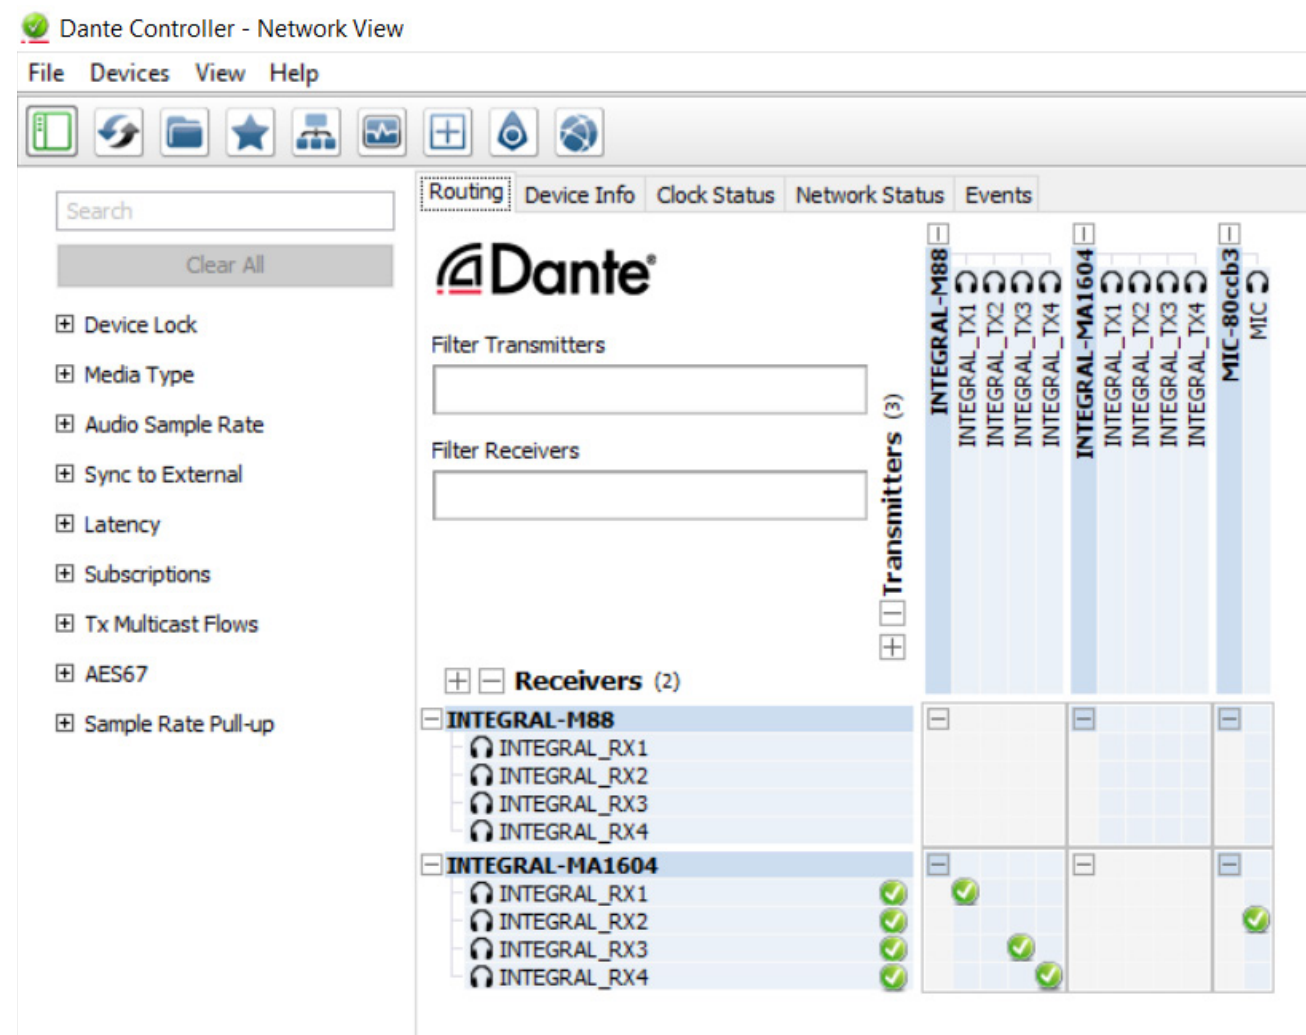 Dante Controller - Network View
File Devices View Help
Search
Clear All
Device Lock
Media Type
Audio Sample Rate
Sync to External
Latency
Subscriptions
Tx Multicast Flows
AES67
Sample Rate Pull-up
Routing Device Info Clock Status Network Status Events
Dante®
Filter Transmitters
Filter Receivers
Transmitters (3)
INTEGRAL-M88
INTEGRAL_TX1
INTEGRAL_TX2
INTEGRAL_TX3
INTEGRAL_TX4
INTEGRAL-MA1604
INTEGRAL_TX1
INTEGRAL_TX2
INTEGRAL_TX3
INTEGRAL_TX4
MIC-80ccb3
MIC
Receivers (2)
INTEGRAL-M88
INTEGRAL_RX1
INTEGRAL_RX2
INTEGRAL_RX3
INTEGRAL_RX4
INTEGRAL-MA1604
INTEGRAL_RX1
INTEGRAL_RX2
INTEGRAL_RX3
INTEGRAL_RX4